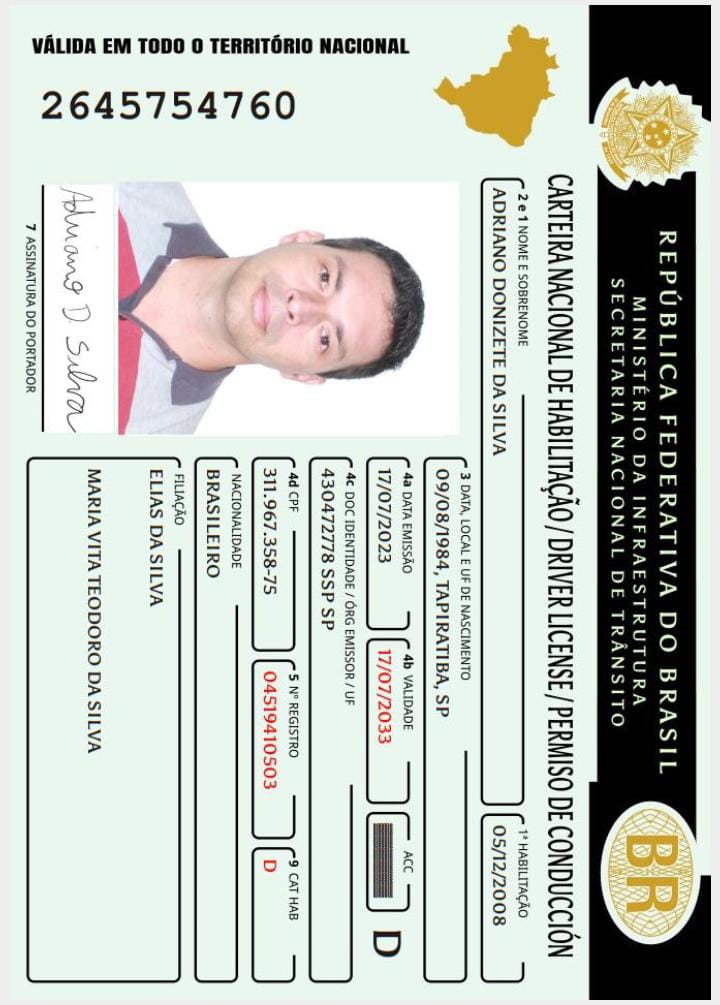 REPÚBLICA FEDERATIVA DO BRASIL
MINISTÉRIO DA INFRAESTRUTURA
SECRETARIA NACIONAL DE TRÂNSITO
BR
CARTEIRA NACIONAL DE HABILITAÇÃO / DRIVER LICENSE / PERMISO DE CONDUCCIÓN
2 e 1 NOME E SOBRENOME
ADRIANO DONIZETE DA SILVA
1ª HABILITAÇÃO
05/12/2008
3 DATA, LOCAL E UF DE NASCIMENTO
09/08/1984, TAPIRATIBA, SP
4a DATA EMISSÃO
17/07/2023
4b VALIDADE
17/07/2033
ACC
D
4c DOC IDENTIDADE / ÓRG EMISSOR / UF
430472778 SSP SP
4d CPF
311.967.358-75
5 Nº REGISTRO
04519410503
9 CAT HAB
D
NACIONALIDADE
BRASILEIRO
FILIAÇÃO
ELIAS DA SILVA
MARIA VITA TEODORO DA SILVA
Adriano D. Silva
7 ASSINATURA DO PORTADOR
VÁLIDA EM TODO O TERRITÓRIO NACIONAL
2645754760